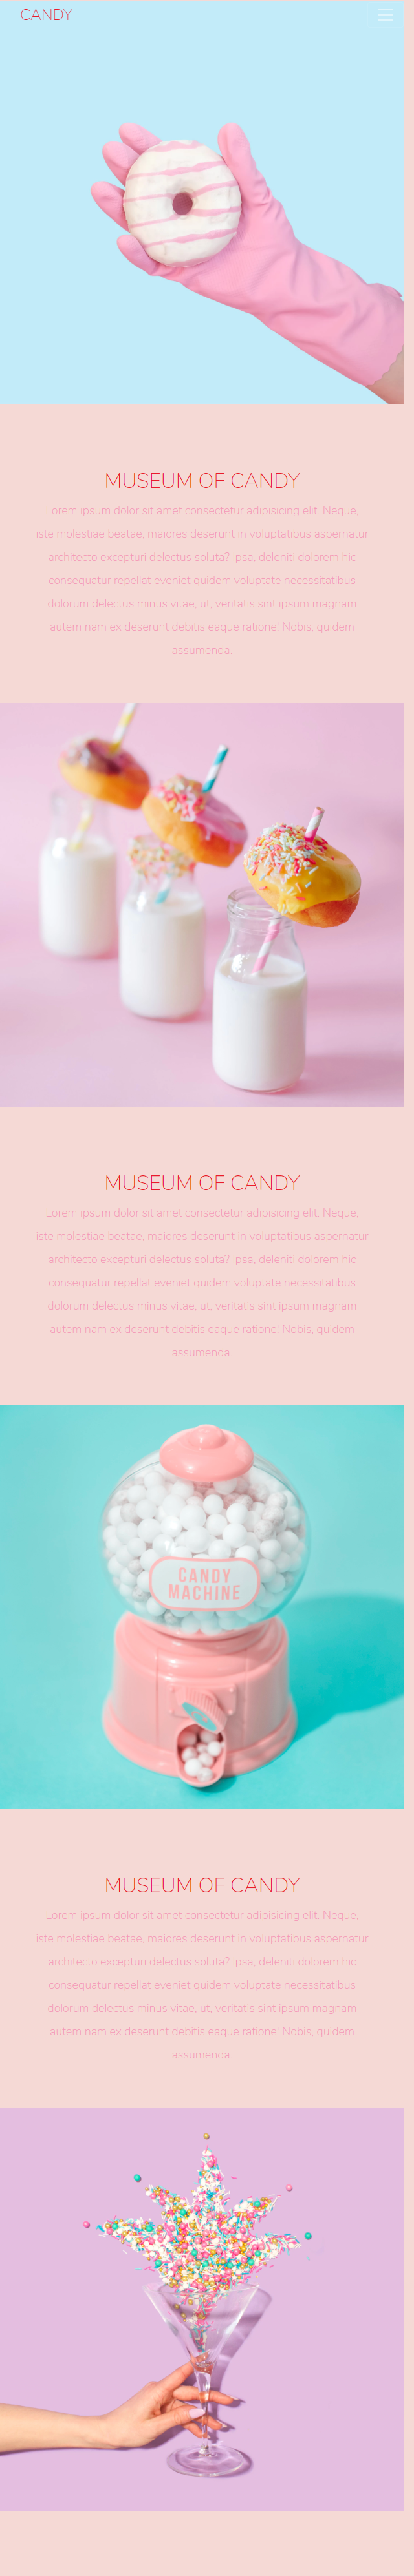 CANDY
MUSEUM OF CANDY
Lorem ipsum dolor sit amet consectetur adipisicing elit. Neque,
iste molestiae beatae, maiores deserunt in voluptatibus aspernatur
architecto excepturi delectus soluta? Ipsa, deleniti dolorem hic
consequatur repellat eveniet quidem voluptate necessitatibus
dolorum delectus minus vitae, ut, veritatis sint ipsum magnam
autem nam ex deserunt debitis eaque ratione! Nobis, quidem
assumenda.
MUSEUM OF CANDY
Lorem ipsum dolor sit amet consectetur adipisicing elit. Neque,
iste molestiae beatae, maiores deserunt in voluptatibus aspernatur
architecto excepturi delectus soluta? Ipsa, deleniti dolorem hic
consequatur repellat eveniet quidem voluptate necessitatibus
dolorum delectus minus vitae, ut, veritatis sint ipsum magnam
autem nam ex deserunt debitis eaque ratione! Nobis, quidem
assumenda.
CANDY
MACHINE
MUSEUM OF CANDY
Lorem ipsum dolor sit amet consectetur adipisicing elit. Neque,
iste molestiae beatae, maiores deserunt in voluptatibus aspernatur
architecto excepturi delectus soluta? Ipsa, deleniti dolorem hic
consequatur repellat eveniet quidem voluptate necessitatibus
dolorum delectus minus vitae, ut, veritatis sint ipsum magnam
autem nam ex deserunt debitis eaque ratione! Nobis, quidem
assumenda.